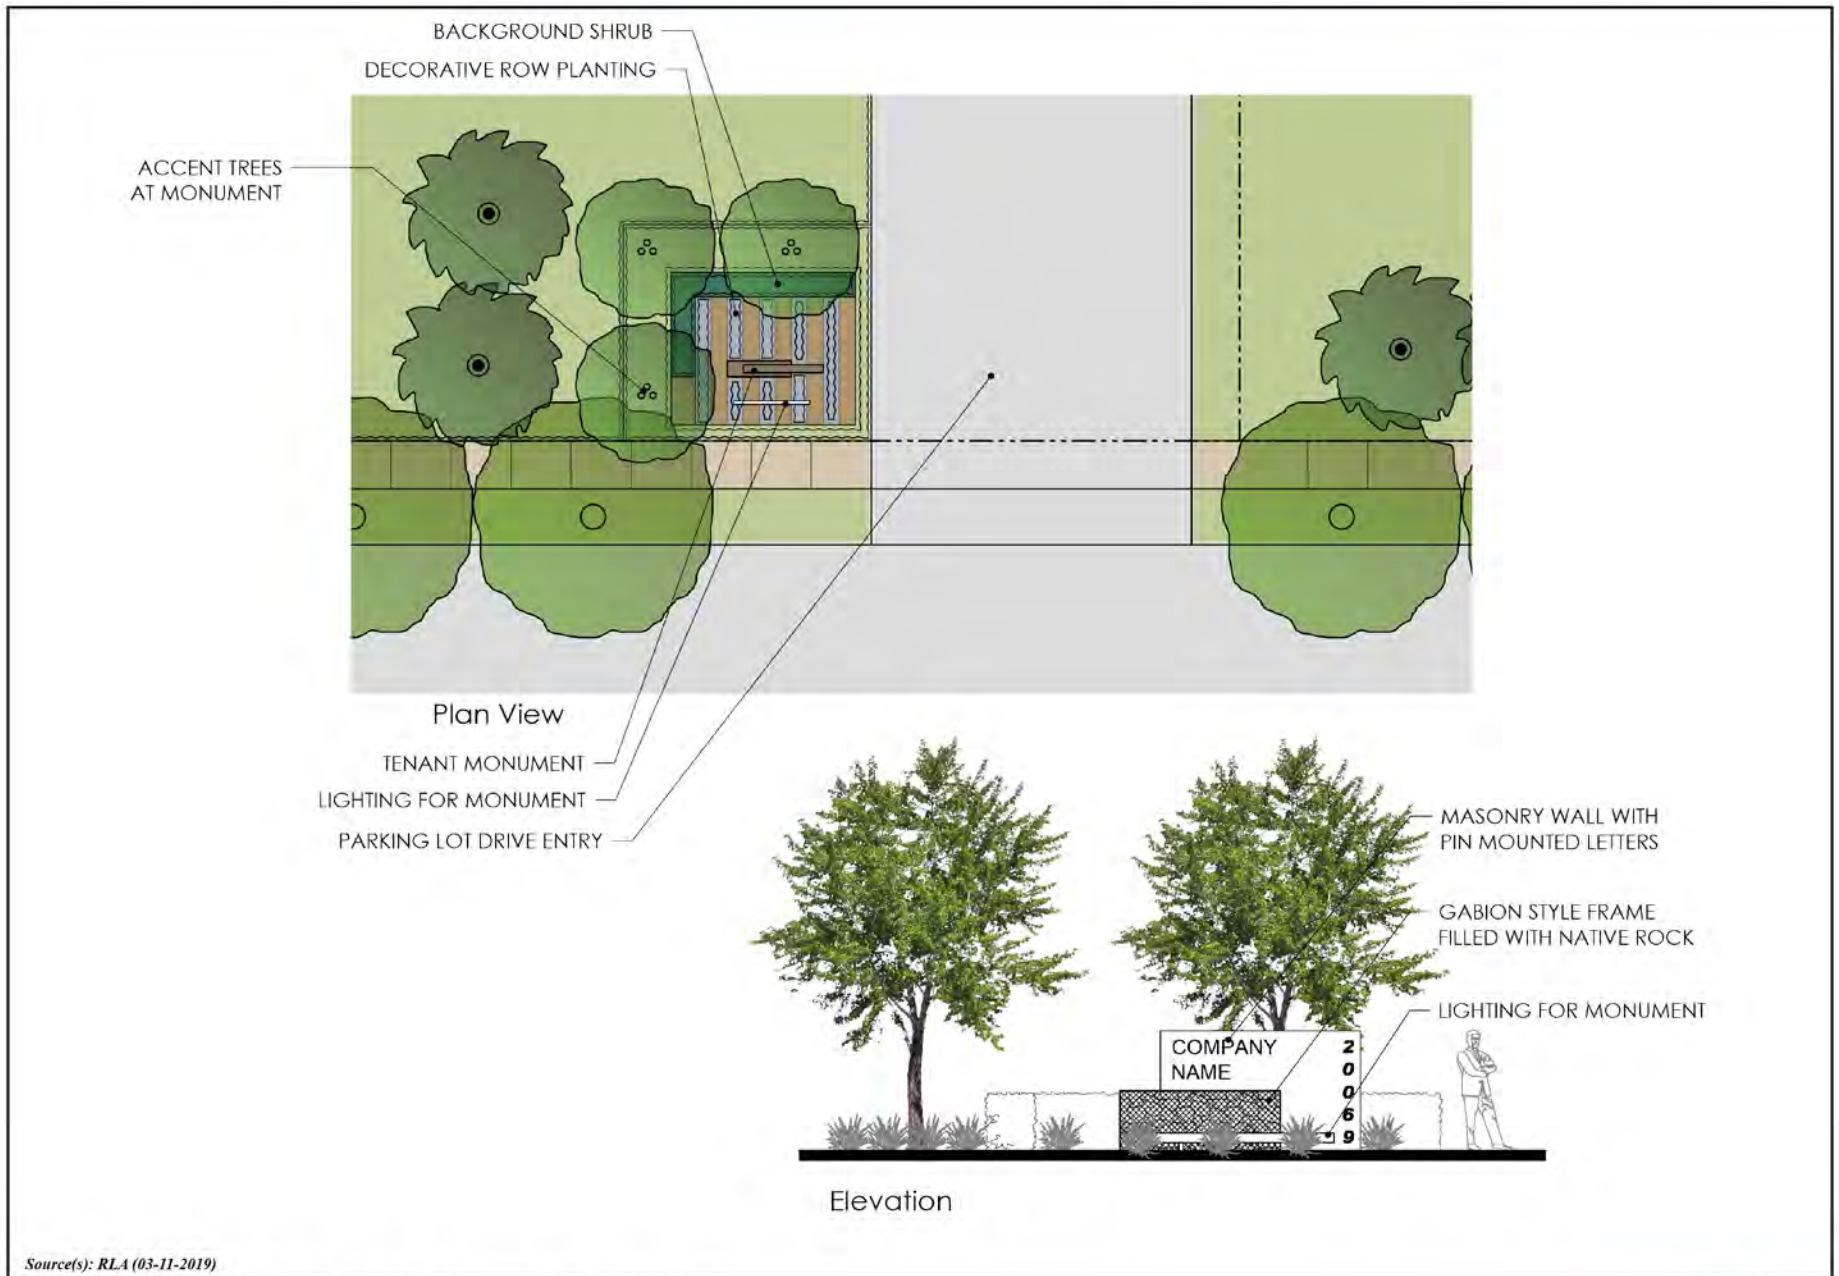 BACKGROUND SHRUB
DECORATIVE ROW PLANTING
ACCENT TREES
AT MONUMENT
Plan View
TENANT MONUMENT
LIGHTING FOR MONUMENT
PARKING LOT DRIVE ENTRY
MASONRY WALL WITH
PIN MOUNTED LETTERS
GABION STYLE FRAME
FILLED WITH NATIVE ROCK
LIGHTING FOR MONUMENT
COMPANY
NAME
2
0
0
6
9
Elevation
Source(s): RLA (03-11-2019)